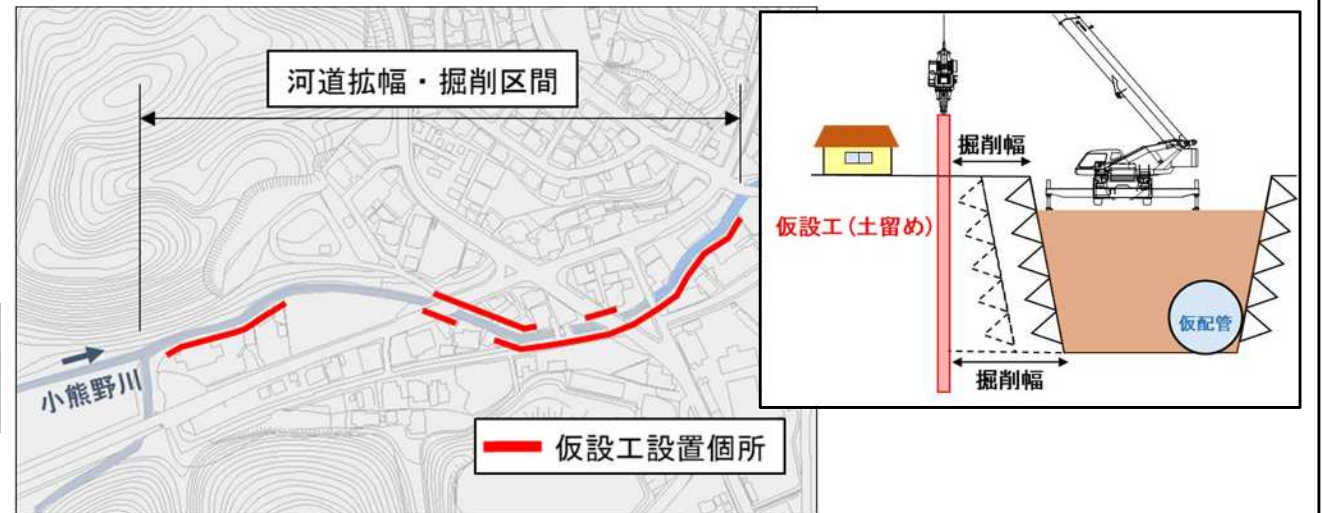 河道拡幅・掘削区間
小熊野川
仮設工設置個所
掘削幅
仮設工(土留め)
仮配管
掘削幅